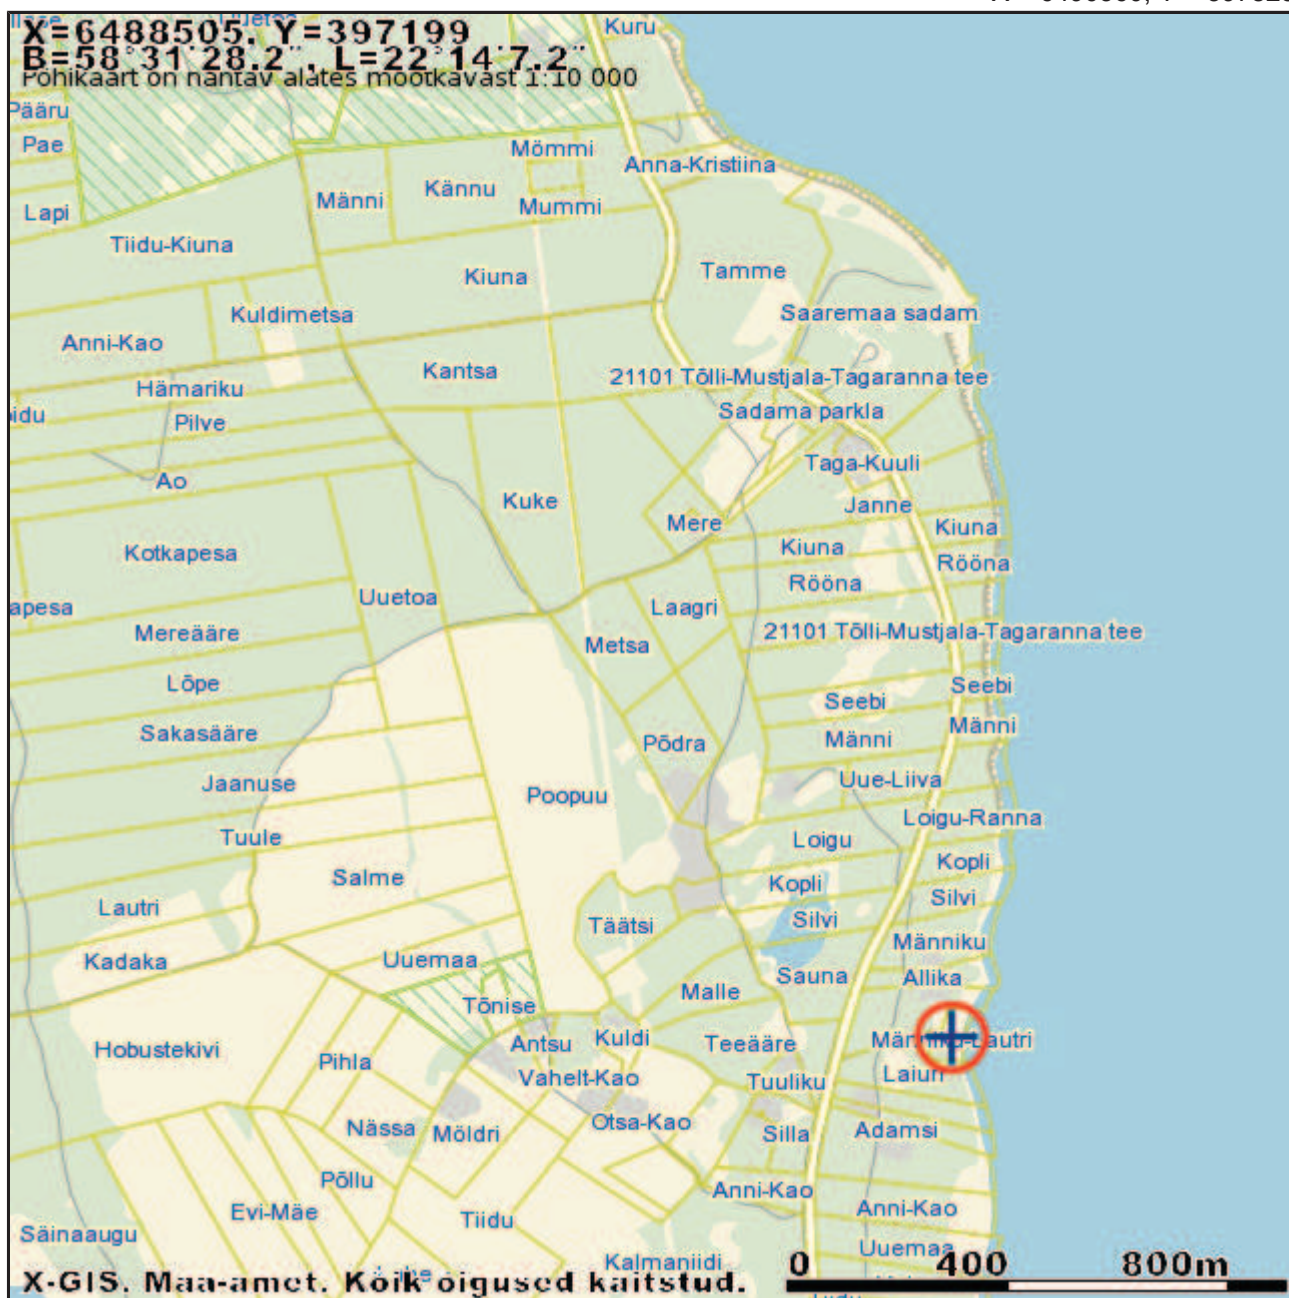 X=6488505, Y=397199
B=58°31'28.2", L=22°14'7.2"
Põhikaart on nähtav alates mõõtkavast 1:10 000
Kuru
Pääru
Pae
Lapi
Mömmi
Anna-Kristiina
Männi
Kännu
Mummi
Tiidu-Kiuna
Kiuna
Tamme
Kuldimetsa
Saaremaa sadam
Anni-Kao
Kantsa
21101 Tõlli-Mustjala-Tagaranna tee
Hämariku
Sadama parkla
Pilve
Taga-Kuuli
Ao
Kuke
Janne
Mere
Kiuna
Kiuna
Kotkapesa
Rööna
Rööna
Uuetoa
Laagri
apesa
Mereääre
Metsa
21101 Tõlli-Mustjala-Tagaranna tee
Lõpe
Seebi
Seebi
Sakasääre
Põdra
Männi
Männi
Jaanuse
Poopuu
Uue-Liiva
Tuule
Loigu-Ranna
Loigu
Kopli
Salme
Kopli
Silvi
Lautri
Täätsi
Silvi
Männiku
Kadaka
Uuemaa
Sauna
Allika
Tõnise
Malle
Hobustekivi
Pihla
Antsu
Kuldi
Teeääre
Männiku-Lautri
Vahelt-Kao
Tuuliku
Laiuri
Nässa
Möldri
Otsa-Kao
Silla
Adamsi
Põllu
Anni-Kao
Evi-Mäe
Tiidu
Anni-Kao
Säinaaugu
Uuemaa
Kalmaniidi
0 400 800m
X-GIS. Maa-amet. Kõik õigused kaitstud.